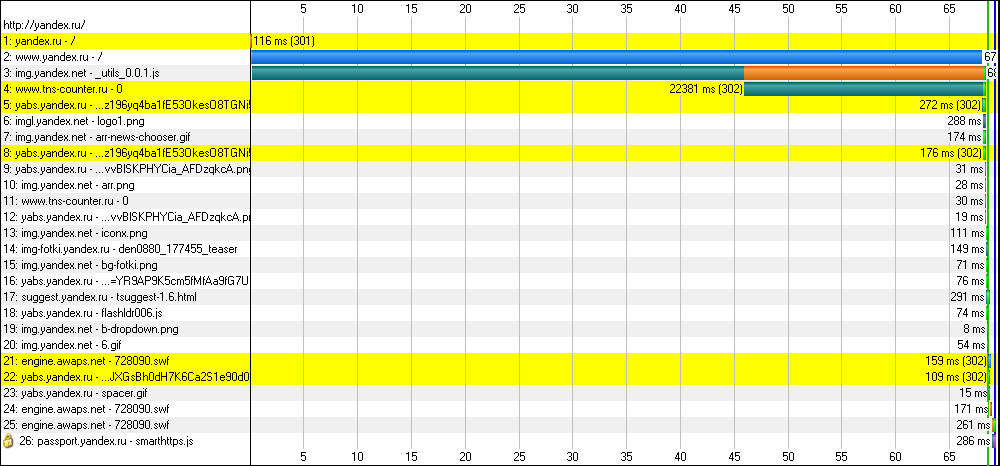 5 10 15 20 25 30 35 40 45 50 55 60 65
http://yandex.ru/
1: yandex.ru - / 116 ms (301)
2: www.yandex.ru - / 67
3: img.yandex.net - _utils_0.0.1.js 68
4: www.tns-counter.ru - 0 22381 ms (302)
5: yabs.yandex.ru - ...z196yq4ba1fE53OkesO8TGNi5 272 ms (302)
6: imgl.yandex.net - logo1.png 288 ms
7: img.yandex.net - arr-news-chooser.gif 174 ms
8: yabs.yandex.ru - ...z196yq4ba1fE53OkesO8TGNi5 176 ms (302)
9: yabs.yandex.ru - ...vvBISKPHYCia_AFDzqkcA.png 31 ms
10: img.yandex.net - arr.png 28 ms
11: www.tns-counter.ru - 0 30 ms
12: yabs.yandex.ru - ...vvBISKPHYCia_AFDzqkcA.pn 19 ms
13: img.yandex.net - iconx.png 111 ms
14: img-fotki.yandex.ru - den0880_177455_teaser 149 ms
15: img.yandex.net - bg-fotki.png 71 ms
16: yabs.yandex.ru - ...=YR9AP9K5cm5fMfAa9fG7U 76 ms
17: suggest.yandex.ru - tsuggest-1.6.html 291 ms
18: yabs.yandex.ru - flashldr006.js 74 ms
19: img.yandex.net - b-dropdown.png 8 ms
20: img.yandex.net - 6.gif 54 ms
21: engine.awaps.net - 728090.swf 159 ms (302)
22: yabs.yandex.ru - ...JXGsBh0dH7K6Ca2S1e90d0 109 ms (302)
23: yabs.yandex.ru - spacer.gif 15 ms
24: engine.awaps.net - 728090.swf 171 ms
25: engine.awaps.net - 728090.swf 261 ms
26: passport.yandex.ru - smarthttps.js 286 ms
5 10 15 20 25 30 35 40 45 50 55 60 65